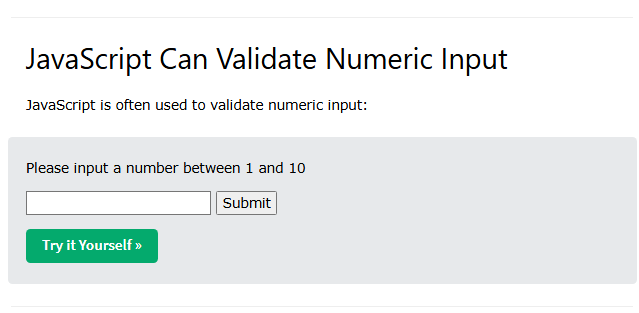 JavaScript Can Validate Numeric Input
JavaScript is often used to validate numeric input:
Please input a number between 1 and 10
Submit
Try it Yourself »